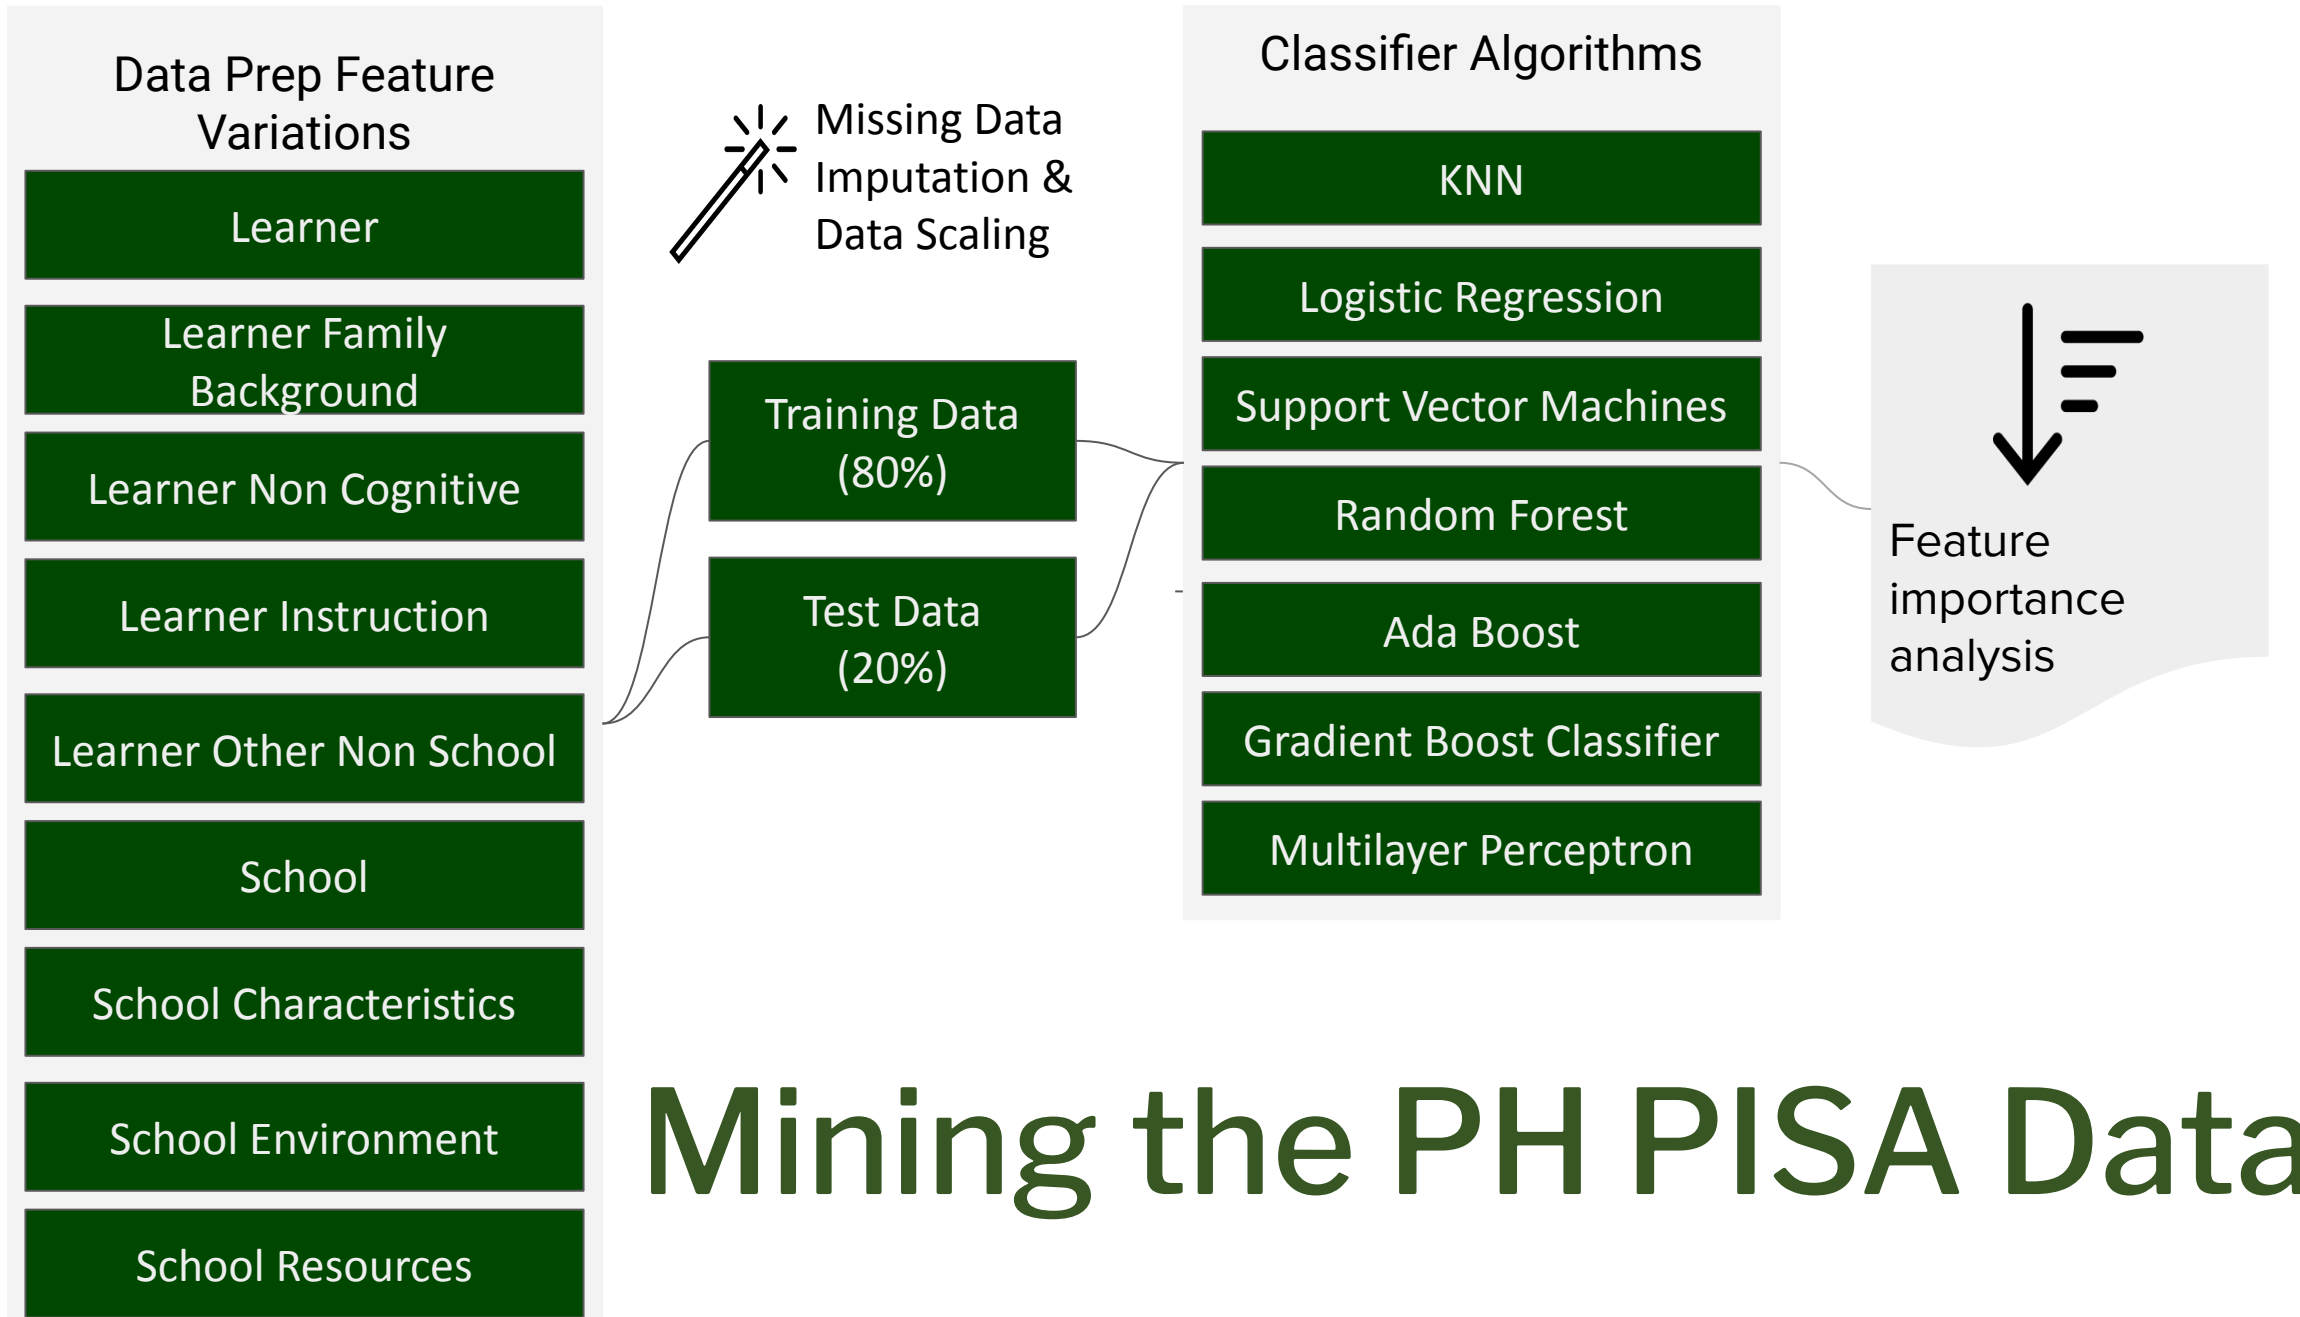 Data Prep Feature
Variations
Learner
Learner Family
Background
Learner Non Cognitive
Learner Instruction
Learner Other Non School
School
School Characteristics
School Environment
School Resources
Missing Data
Imputation &
Data Scaling
Training Data
(80%)
Test Data
(20%)
Classifier Algorithms
KNN
Logistic Regression
Support Vector Machines
Random Forest
Ada Boost
Gradient Boost Classifier
Multilayer Perceptron
Feature
importance
analysis
Mining the PH PISA Data